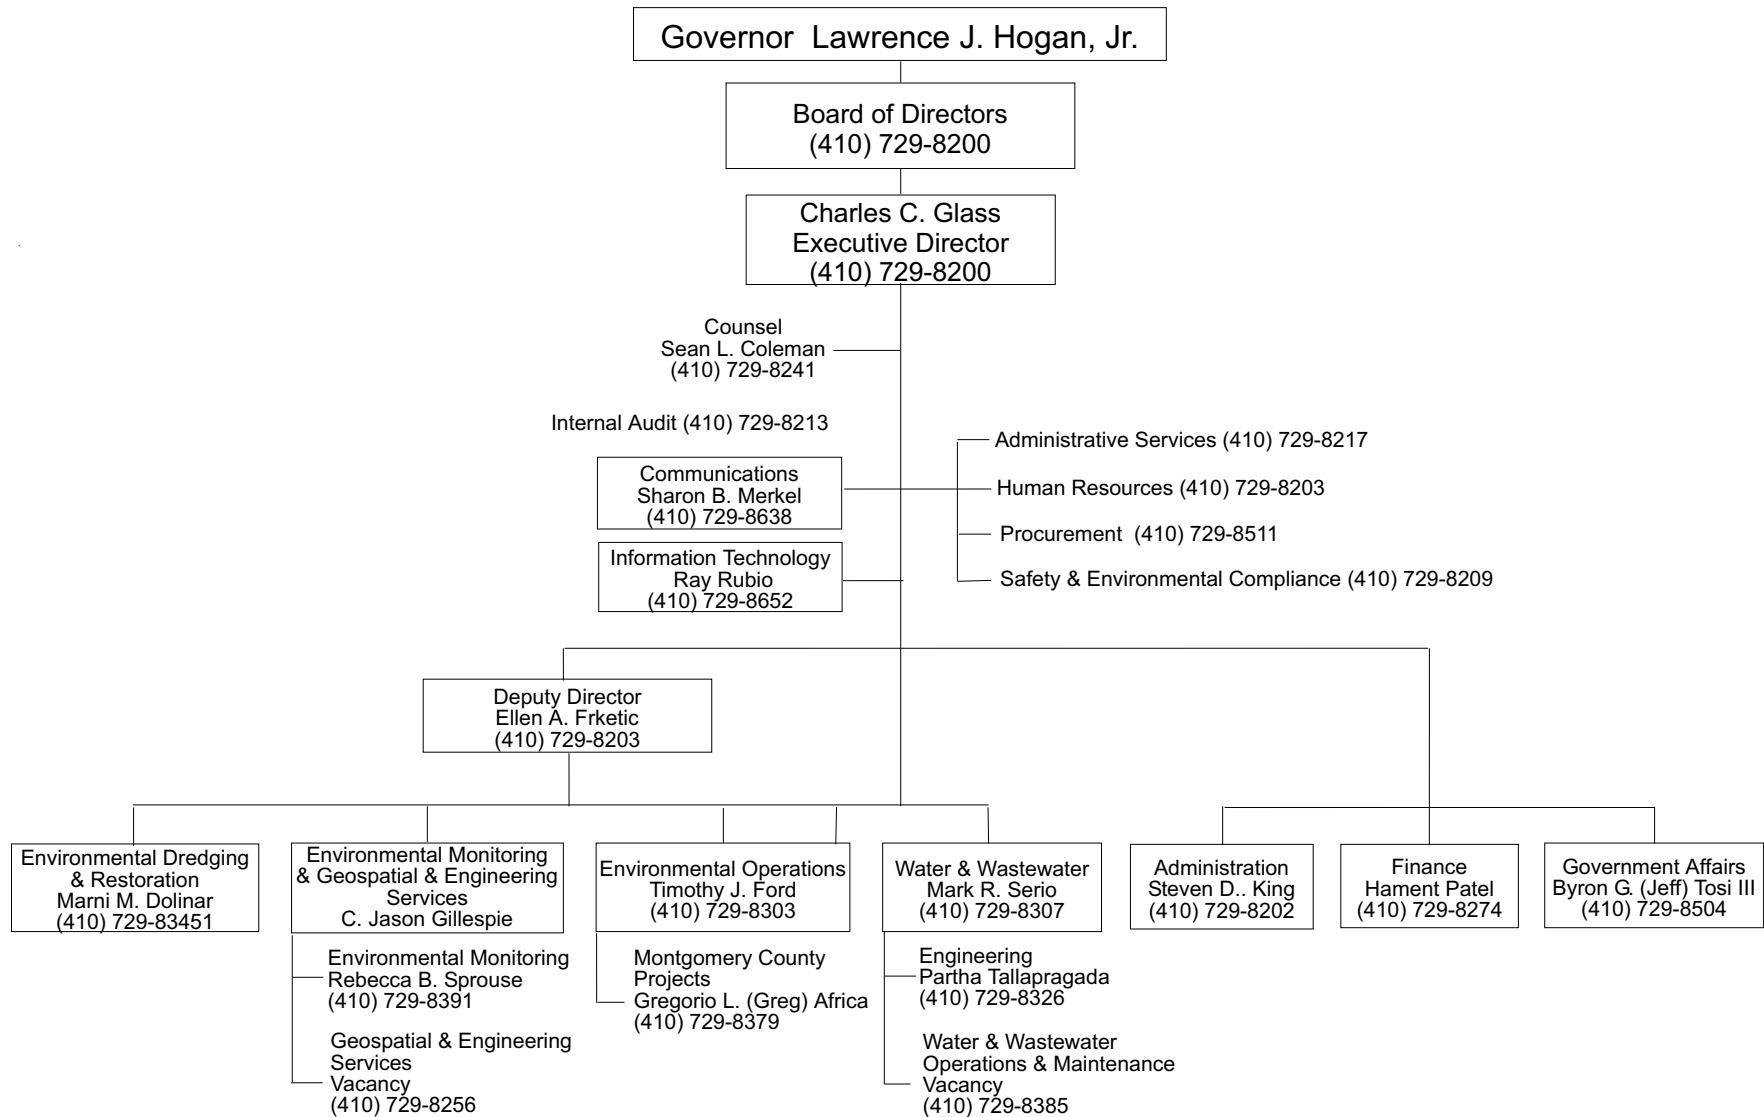 Governor Lawrence J. Hogan, Jr.
Board of Directors
(410) 729-8200
Charles C. Glass
Executive Director
(410) 729-8200
Counsel
Sean L. Coleman
(410) 729-8241
Internal Audit (410) 729-8213
Communications
Sharon B. Merkel
(410) 729-8638
Information Technology
Ray Rubio
(410) 729-8652
Administrative Services (410) 729-8217
Human Resources (410) 729-8203
Procurement (410) 729-8511
Safety & Environmental Compliance (410) 729-8209
Deputy Director
Ellen A. Frketic
(410) 729-8203
Environmental Dredging
& Restoration
Marni M. Dolinar
(410) 729-83451
Environmental Monitoring
& Geospatial & Engineering
Services
C. Jason Gillespie
Environmental Monitoring
Rebecca B. Sprouse
(410) 729-8391
Geospatial & Engineering
Services
Vacancy
(410) 729-8256
Environmental Operations
Timothy J. Ford
(410) 729-8303
Montgomery County
Projects
Gregorio L. (Greg) Africa
(410) 729-8379
Water & Wastewater
Mark R. Serio
(410) 729-8307
Engineering
Partha Tallapragada
(410) 729-8326
Water & Wastewater
Operations & Maintenance
Vacancy
(410) 729-8385
Administration
Steven D.. King
(410) 729-8202
Finance
Hament Patel
(410) 729-8274
Government Affairs
Byron G. (Jeff) Tosi III
(410) 729-8504